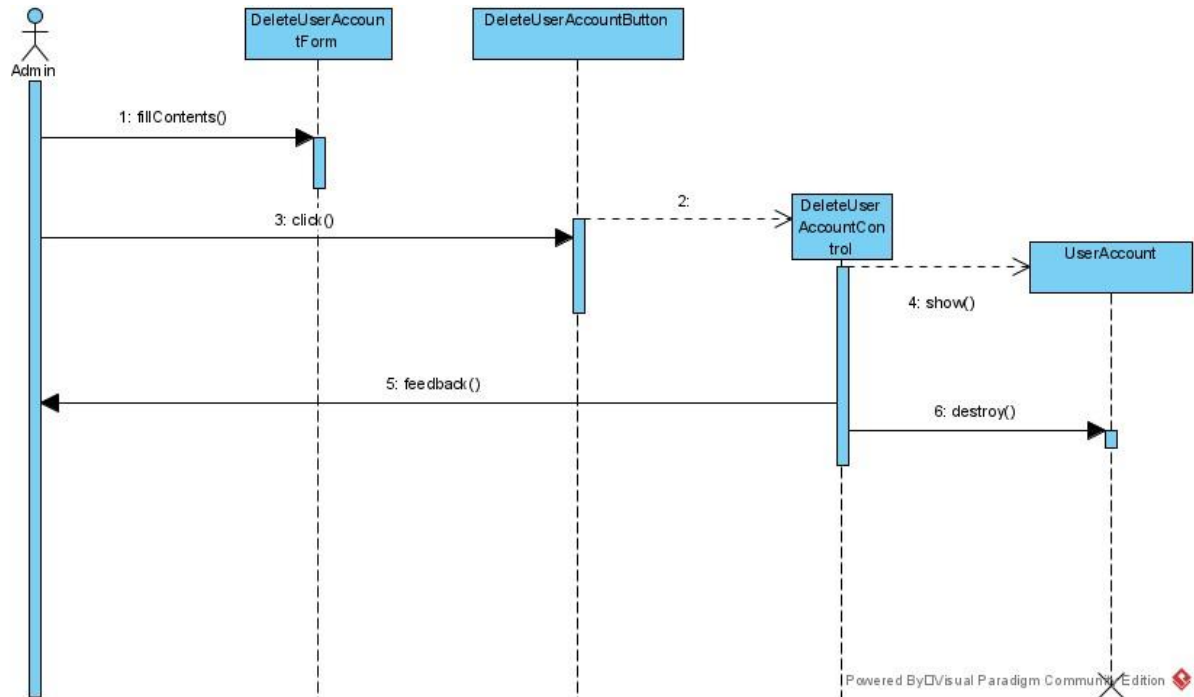 DeleteUserAccoun
tForm
DeleteUserAccountButton
Admin
1: fillContents()
2:
DeleteUser
AccountCon
trol
3: click()
UserAccount
4: show()
5: feedback()
6: destroy()
Powered By□Visual Paradigm Community Edition